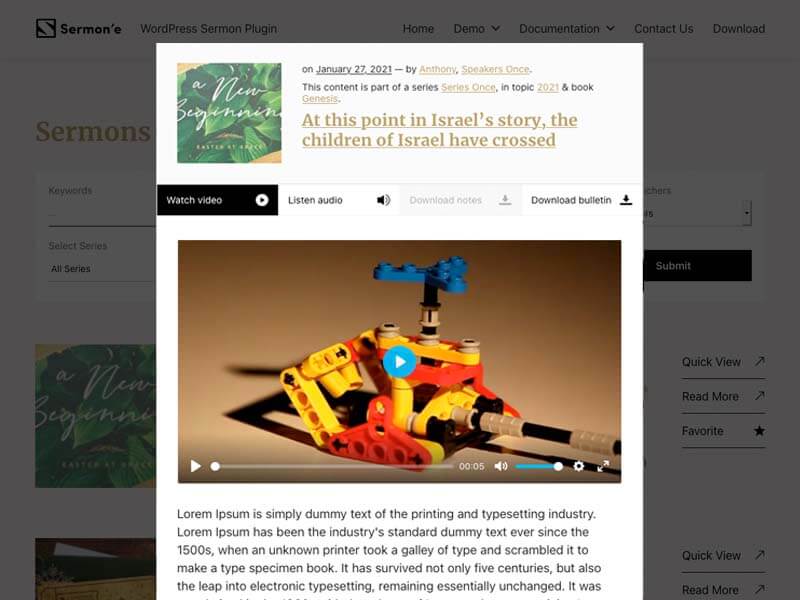 Sermon'e WordPress Sermon Plugin Home Demo Documentation Contact Us Download
a New
Beginning
EASTER AT GRACE
on January 27, 2021 — by Anthony, Speakers Once.
This content is part of a series Series Once, in topic 2021 & book
Genesis.
At this point in Israel's story, the
children of Israel have crossed
Sermons
Keywords
Select Series
All Series
Submit
Watch video Listen audio Download notes Download bulletin
00:05
a New
Beginning
EASTER AT GRACE
Quick View
Read More
Favorite
Lorem Ipsum is simply dummy text of the printing and typesetting industry.
Lorem Ipsum has been the industry's standard dummy text ever since the
1500s, when an unknown printer took a galley of type and scrambled it to
make a type specimen book. It has survived not only five centuries, but also
the leap into electronic typesetting, remaining essentially unchanged. It was
Quick View
Read More